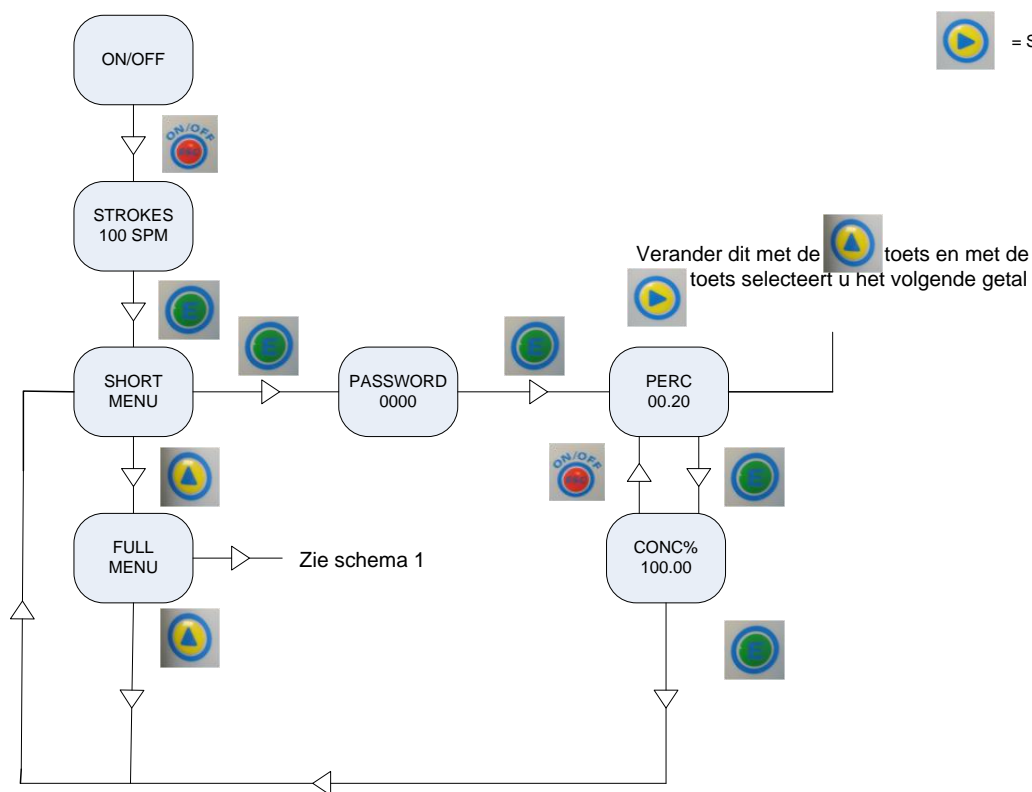 ON/OFF
= S
ON/OFF
STROKES
100 SPM
Verander dit met de toets en met de
toets selecteert u het volgende getal
E
E
E
SHORT
MENU
PASSWORD
0000
PERC
00.20
ON/OFF
E
FULL
MENU
Zie schema 1
CONC%
100.00
E